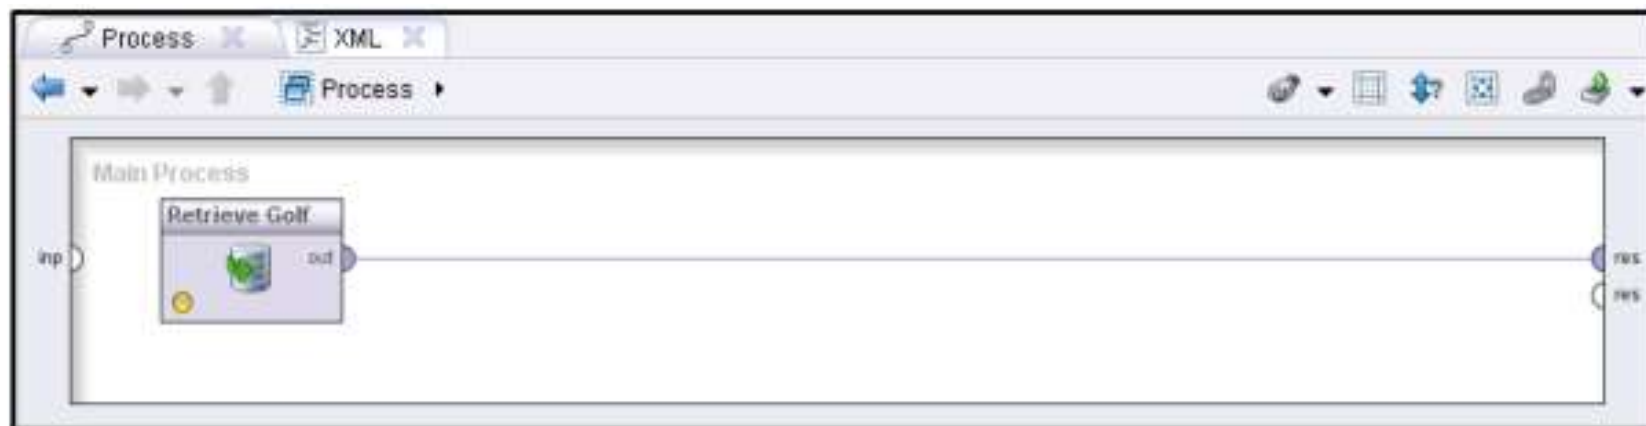 Process XML
Process
Main Process
Retrieve Golf
inp out res
res